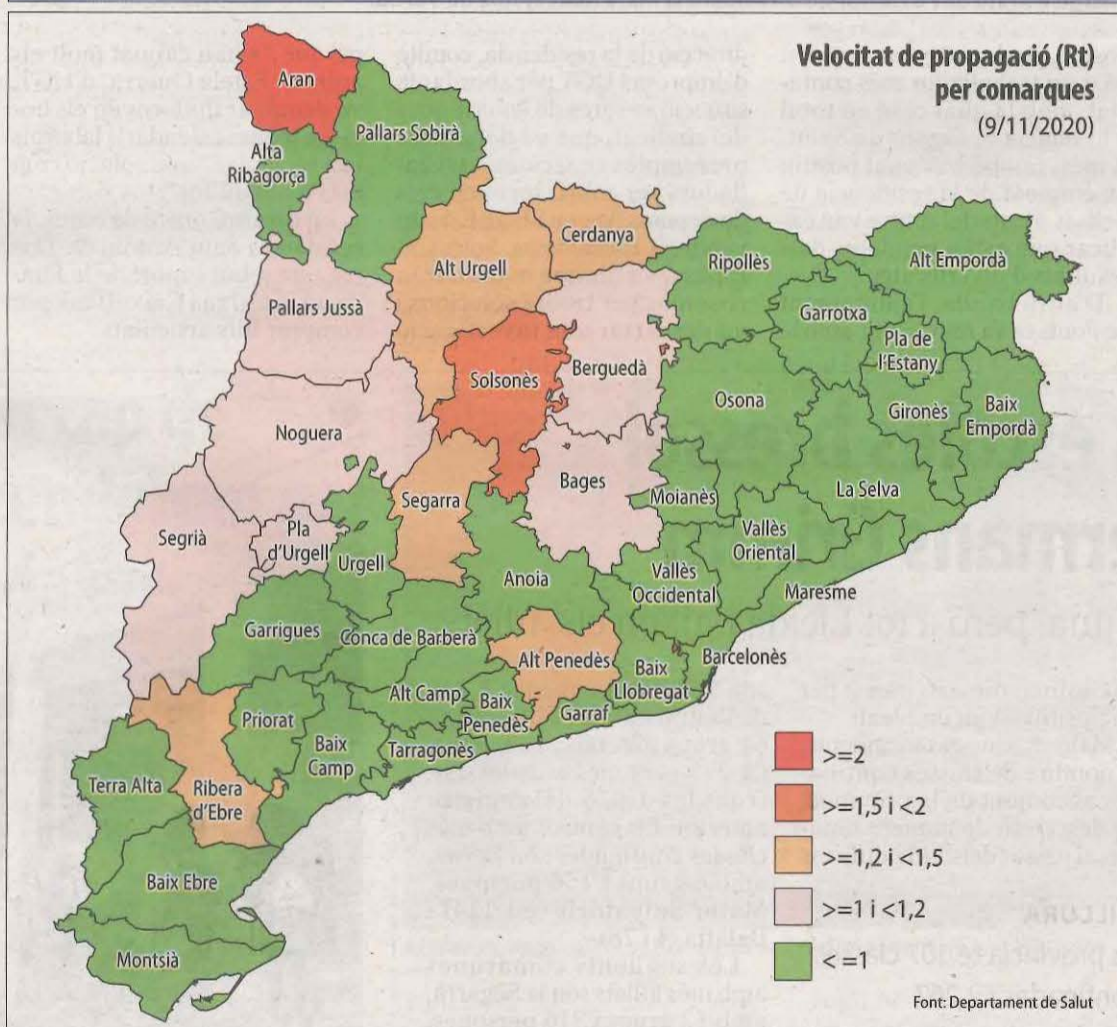 Velocitat de propagació (Rt)
per comarques
(9/11/2020)
Aran
Pallars Sobirà
Alta
Ribagorça
Cerdanya
Alt Urgell
Ripollès
Alt Empordà
Pallars Jussà
Garrotxa
Pla de
l'Estany
Solsonès
Berguedà
Osona
Gironès
Baix
Empordà
Noguera
Segarra
Bages
Moianès
La Selva
Segrià
Pla
d'Urgell
Urgell
Anoia
Vallès
Oriental
Vallès
Occidental
Maresme
Garrigues
Conca de Barberà
Alt Penedès
Barcelonès
Baix
Llobregat
Alt Camp
Baix
Penedès
Garraf
Priorat
Baix
Camp
Tarragonès
Terra Alta
Ribera
d'Ebre
Baix Ebre
Montsià
>=2
>=1,5 i <2
>=1,2 i <1,5
>=1 i <1,2
<=1
Font: Departament de Salut